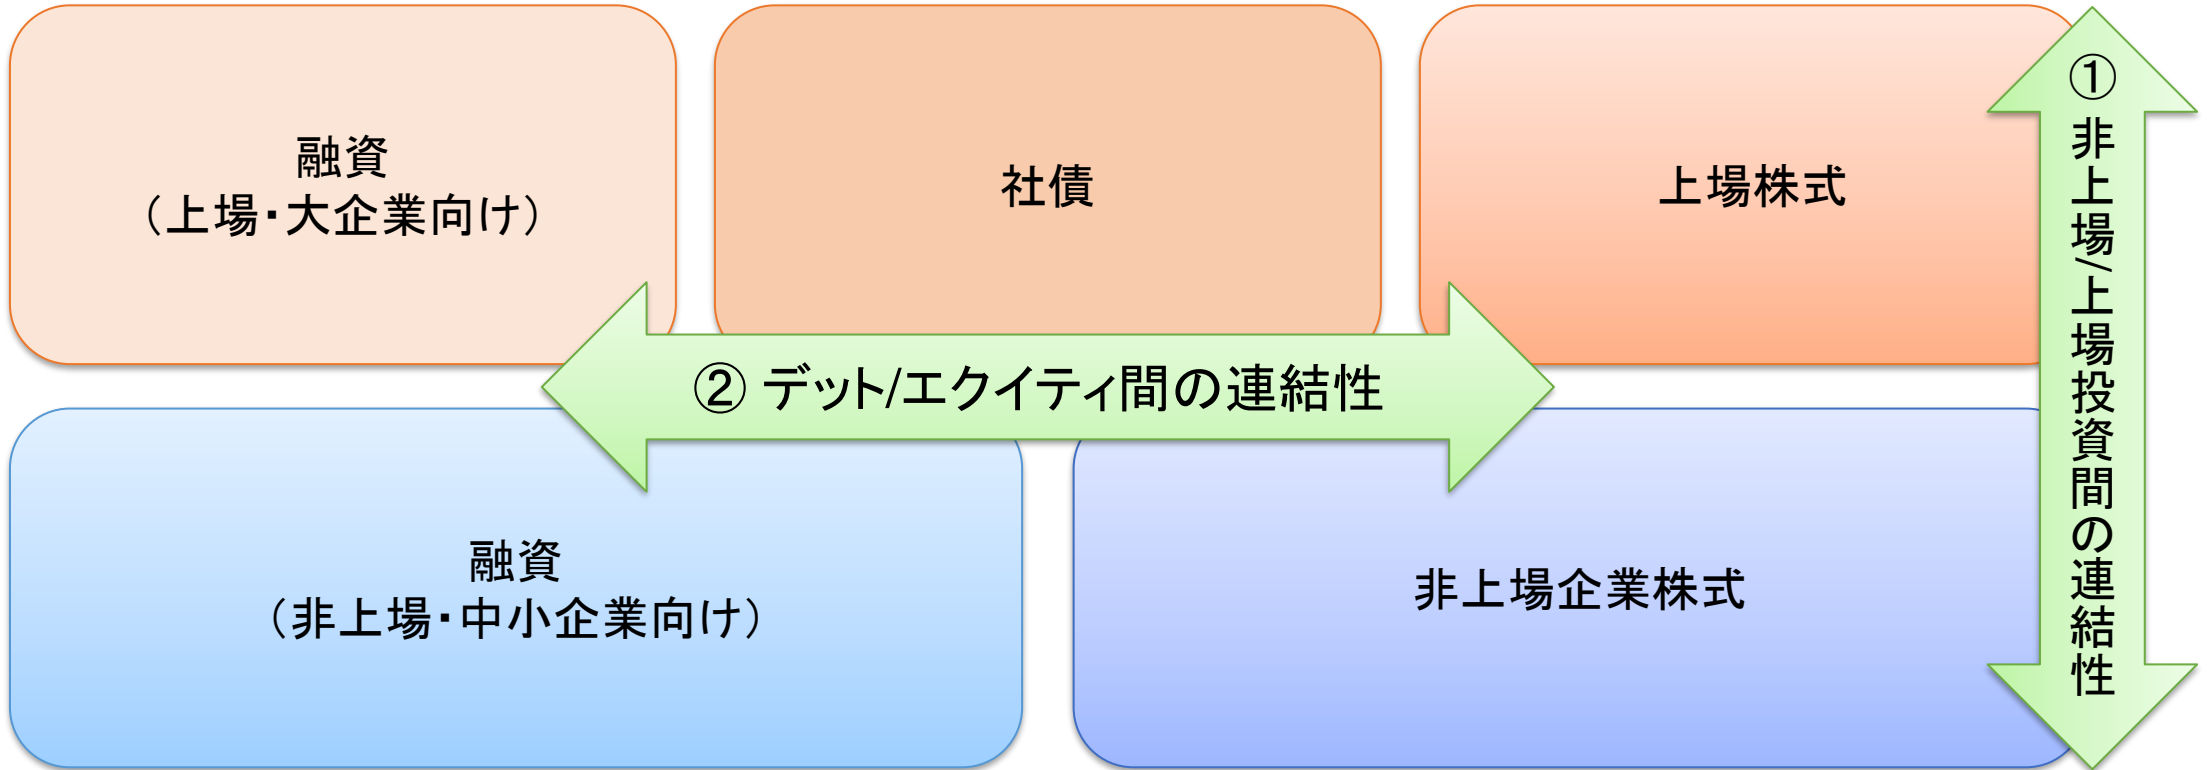 融資
（上場・大企業向け）
社債
上場株式
① 非上場/上場投資間の連結性
② デット/エクイティ間の連結性
融資
（非上場・中小企業向け）
非上場企業株式